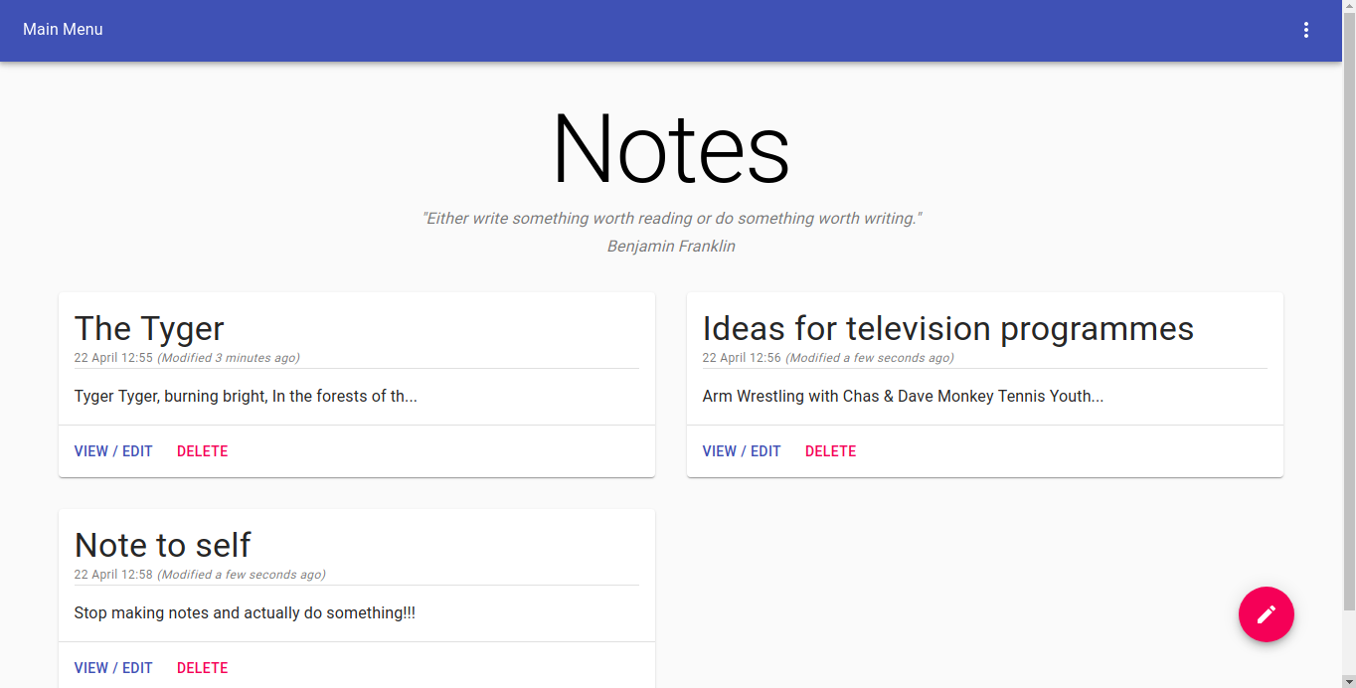 Main Menu
Notes
"Either write something worth reading or do something worth writing."
Benjamin Franklin
The Tyger
22 April 12:55 (Modified 3 minutes ago)
Tyger Tyger, burning bright, In the forests of th...
VIEW / EDIT DELETE
Ideas for television programmes
22 April 12:56 (Modified a few seconds ago)
Arm Wrestling with Chas & Dave Monkey Tennis Youth...
VIEW / EDIT DELETE
Note to self
22 April 12:58 (Modified a few seconds ago)
Stop making notes and actually do something!!!
VIEW / EDIT DELETE